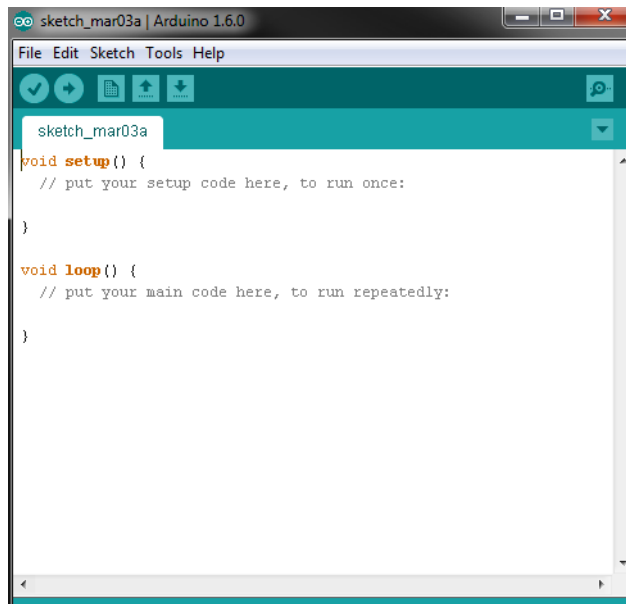 sketch_mar03a | Arduino 1.6.0
File Edit Sketch Tools Help
sketch_mar03a
void setup() {
  // put your setup code here, to run once:

}

void loop() {
  // put your main code here, to run repeatedly:

}